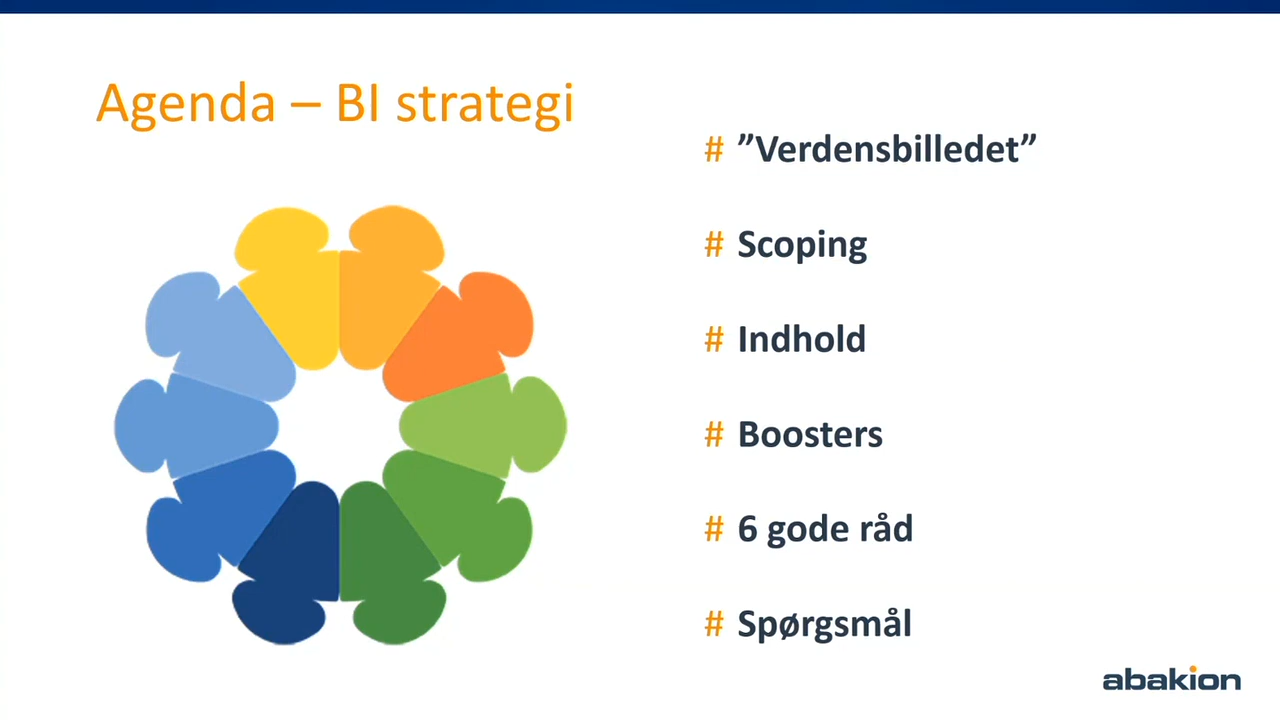 Agenda – BI strategi
# ”Verdensbilledet”
# Scoping
# Indhold
# Boosters
# 6 gode råd
# Spørgsmål
abakion